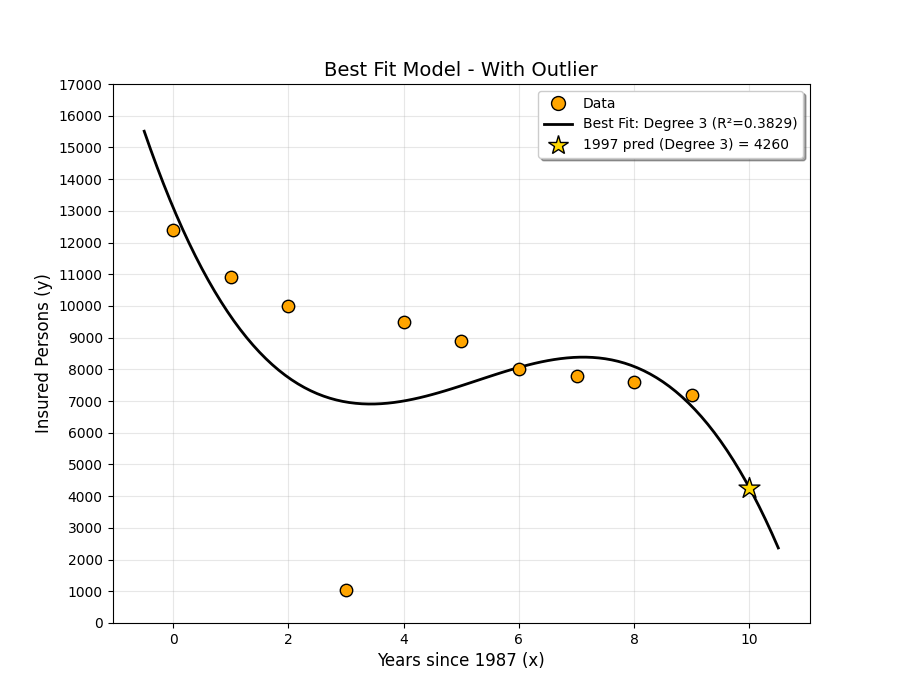 Best Fit Model - With Outlier
17000
16000
15000
14000
13000
12000
11000
10000
9000
8000
7000
6000
5000
4000
3000
2000
1000
0
Insured Persons (y)
Data
Best Fit: Degree 3 (R²=0.3829)
1997 pred (Degree 3) = 4260
0 2 4 6 8 10
Years since 1987 (x)